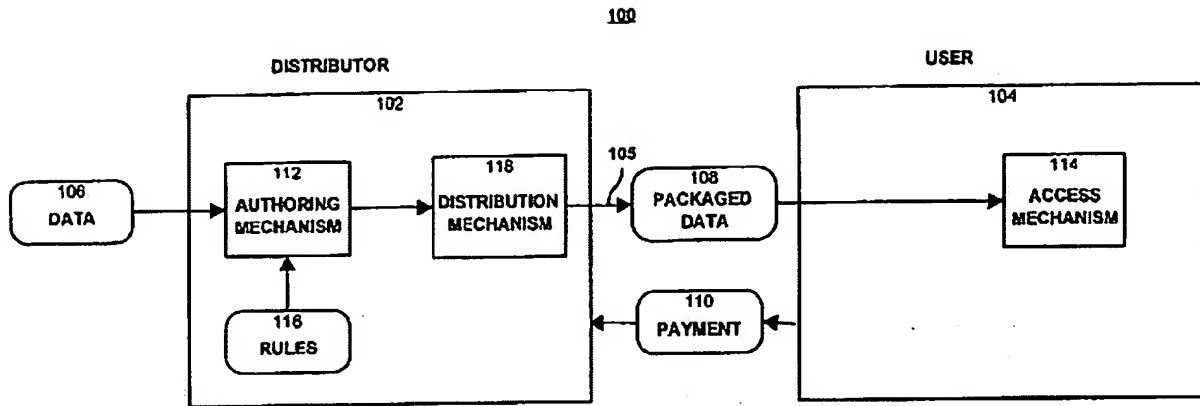 100
DISTRIBUTOR
USER
102
104
106
DATA
112
AUTHORING
MECHANISM
118
DISTRIBUTION
MECHANISM
105
108
PACKAGED
DATA
114
ACCESS
MECHANISM
116
RULES
110
PAYMENT